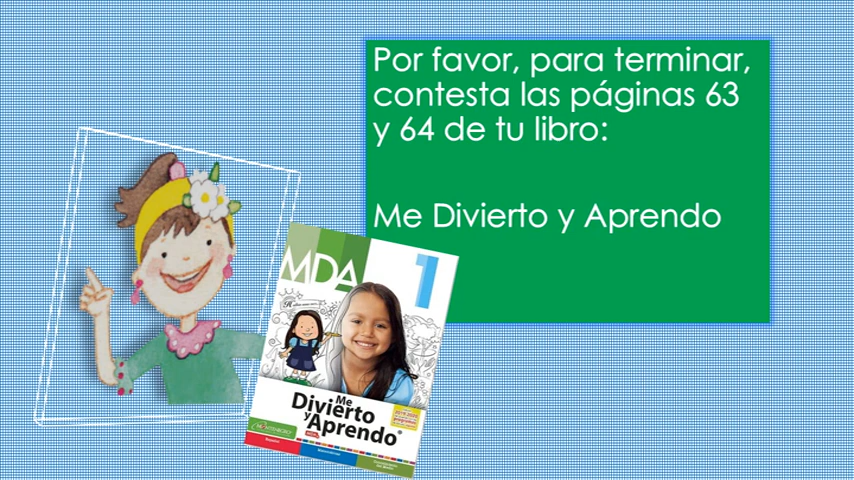 Por favor, para terminar,
contesta las páginas 63
y 64 de tu libro:
Me Divierto y Aprendo
MDA 1
Me
Divierto
y Aprendo